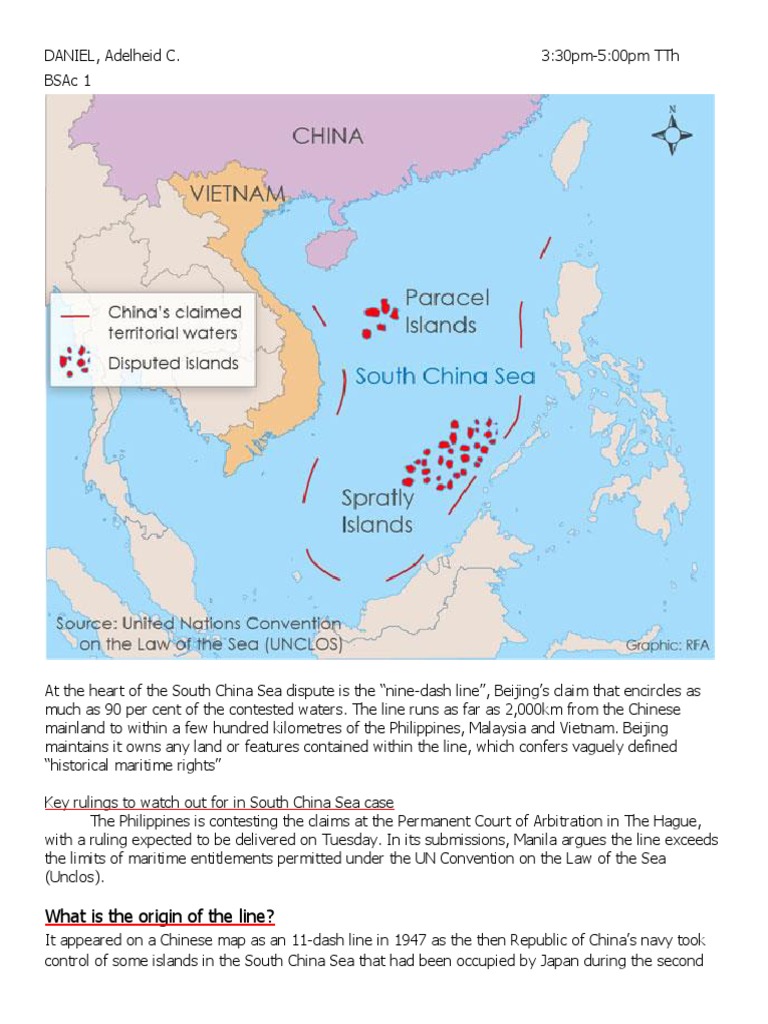 DANIEL, Adelheid C. 3:30pm-5:00pm TTh
BSAc 1
N
CHINA
VIETNAM
China's claimed
territorial waters
Disputed islands
Paracel
Islands
South China Sea
Spratly
Islands
Source: United Nations Convention
on the Law of the Sea (UNCLOS)
Graphic: RFA
At the heart of the South China Sea dispute is the “nine-dash line”, Beijing’s claim that encircles as
much as 90 per cent of the contested waters. The line runs as far as 2,000km from the Chinese
mainland to within a few hundred kilometres of the Philippines, Malaysia and Vietnam. Beijing
maintains it owns any land or features contained within the line, which confers vaguely defined
“historical maritime rights”
Key rulings to watch out for in South China Sea case
The Philippines is contesting the claims at the Permanent Court of Arbitration in The Hague,
with a ruling expected to be delivered on Tuesday. In its submissions, Manila argues the line exceeds
the limits of maritime entitlements permitted under the UN Convention on the Law of the Sea
(Unclos).
What is the origin of the line?
It appeared on a Chinese map as an 11-dash line in 1947 as the then Republic of China’s navy took
control of some islands in the South China Sea that had been occupied by Japan during the second